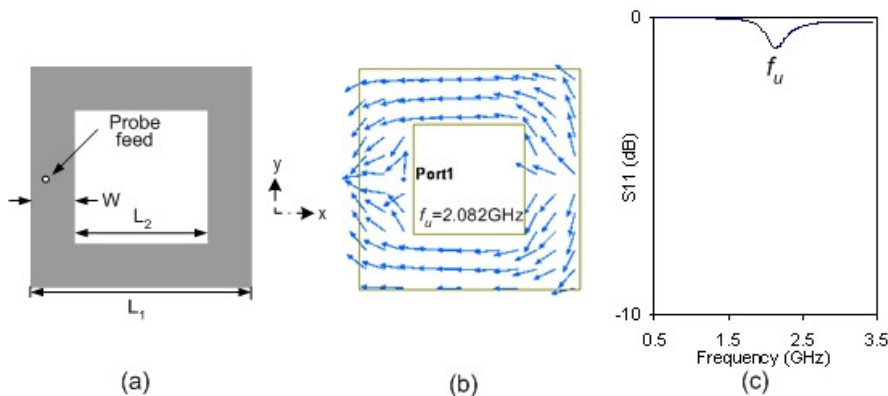 Probe
feed
W
L2
L1
(a)
y
x
Port1
fu=2.082GHz
(b)
0
fu
S11 (dB)
-10
0.5
1.5
2.5
3.5
Frequency (GHz)
(c)